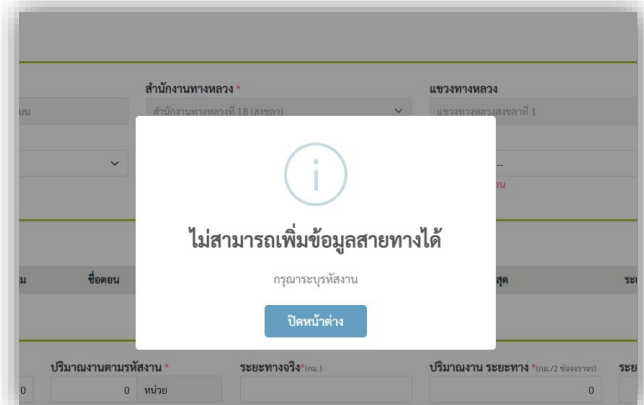 สำนักงานทางหลวง *
แขวงทางหลวง
สำนักงานทางหลวงที่ 18 (สงขลา)
แขวงทางหลวงสงขลาที่ 1
ไม่สามารถเพิ่มข้อมูลสายทางได้
กรุณาระบุรหัสงาน
ปิดหน้าต่าง
ชื่อตอน
ปริมาณงานตามรหัสงาน *
ระยะทางจริง*(กม.)
ปริมาณงาน ระยะทาง *(กม./2 ช่องจราจร)
0
0 หน่วย
0